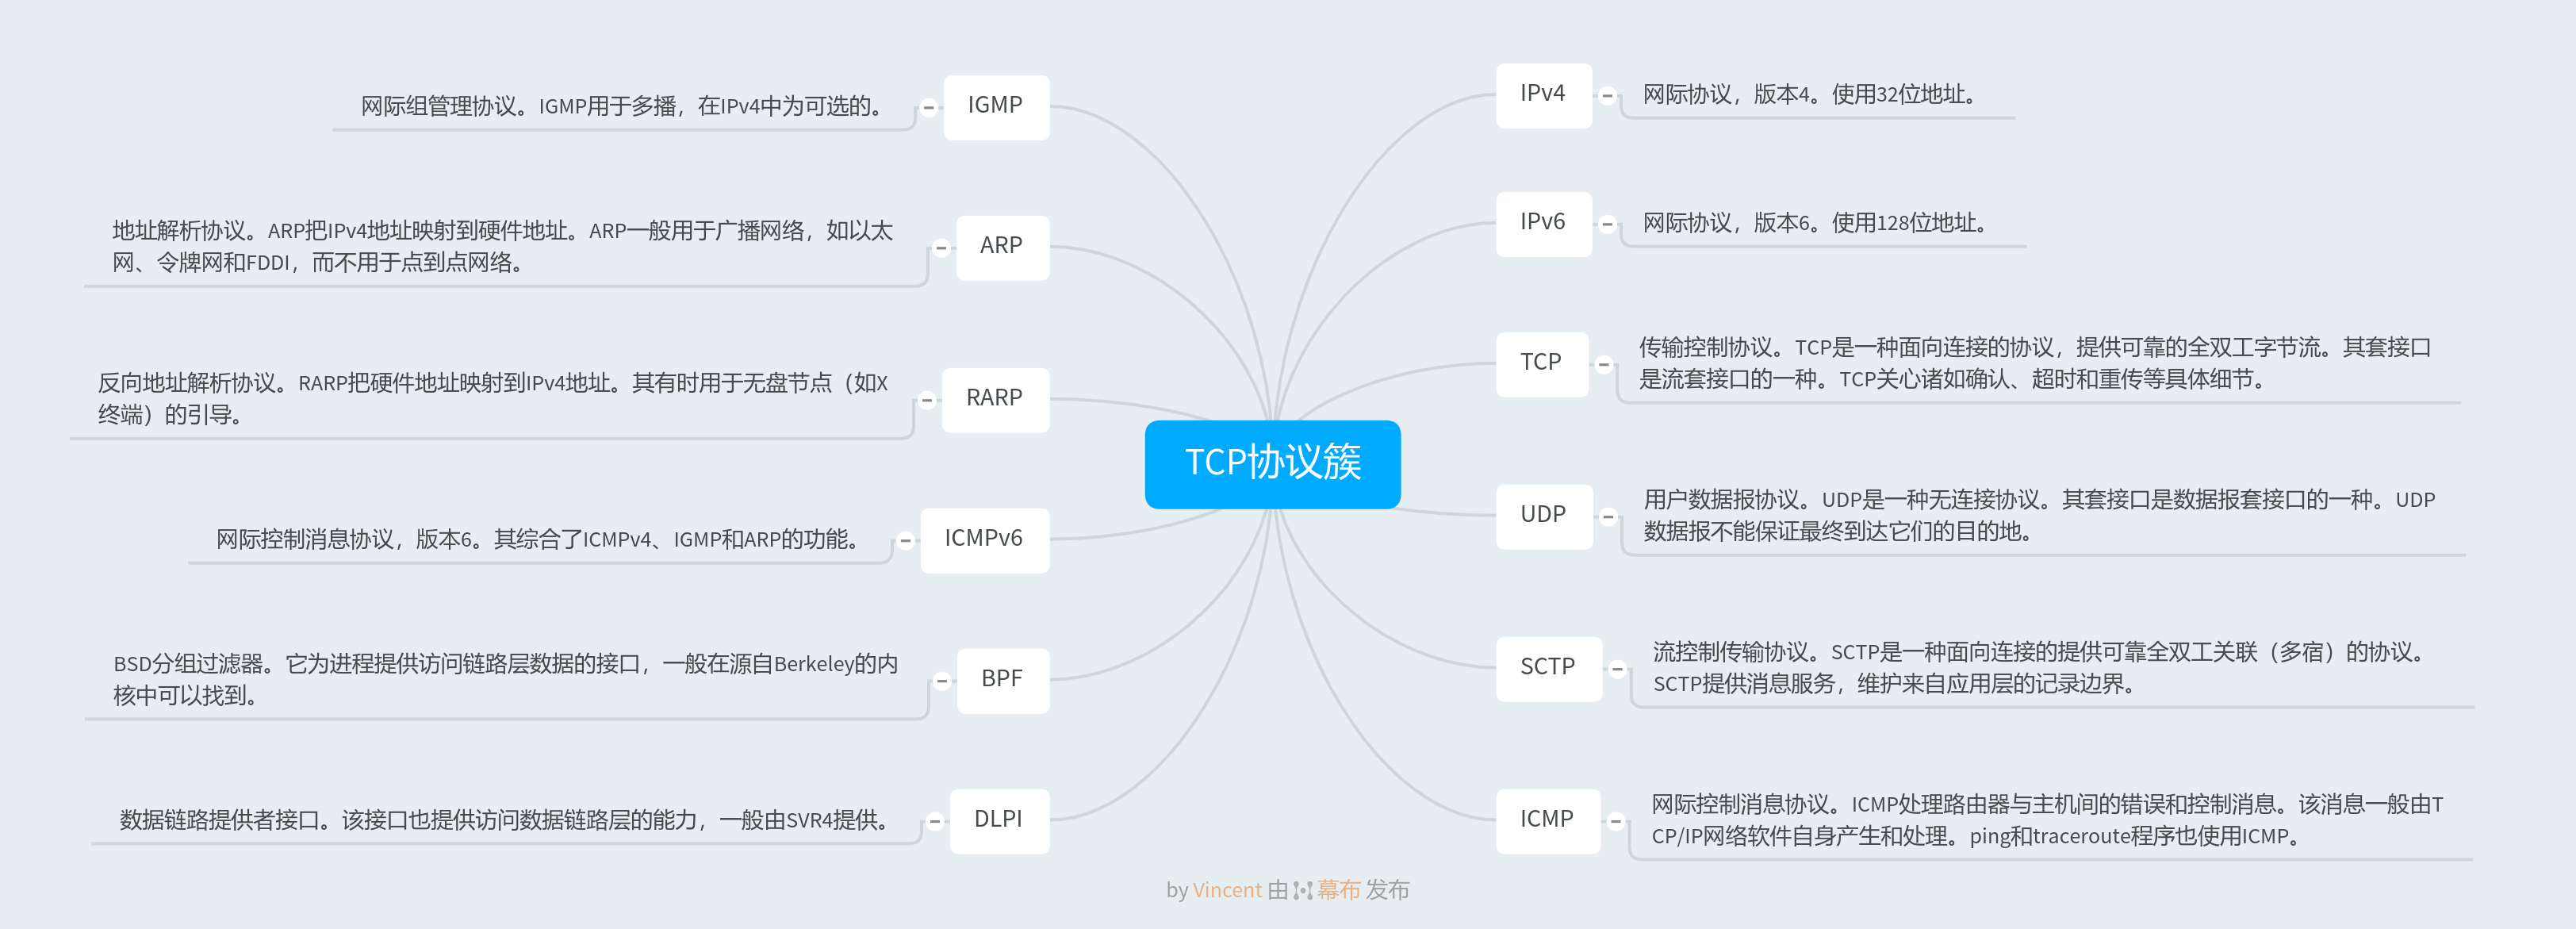 TCP协议簇
IPv4
网际协议，版本4。使用32位地址。
IPv6
网际协议，版本6。使用128位地址。
TCP
传输控制协议。TCP是一种面向连接的协议，提供可靠的全双工字节流。其套接口
是流套接口的一种。TCP关心诸如确认、超时和重传等具体细节。
UDP
用户数据报协议。UDP是一种无连接协议。其套接口是数据报套接口的一种。UDP
数据报不能保证最终到达它们的目的地。
SCTP
流控制传输协议。SCTP是一种面向连接的提供可靠全双工关联（多宿）的协议。
SCTP提供消息服务，维护来自应用层的记录边界。
ICMP
网际控制消息协议。ICMP处理路由器与主机间的错误和控制消息。该消息一般由T
CP/IP网络软件自身产生和处理。ping和traceroute程序也使用ICMP。
IGMP
网际组管理协议。IGMP用于多播，在IPv4中为可选的。
ARP
地址解析协议。ARP把IPv4地址映射到硬件地址。ARP一般用于广播网络，如以太
网、令牌网和FDDI，而不用于点到点网络。
RARP
反向地址解析协议。RARP把硬件地址映射到IPv4地址。其有时用于无盘节点（如X
终端）的引导。
ICMPv6
网际控制消息协议，版本6。其综合了ICMPv4、IGMP和ARP的功能。
BPF
BSD分组过滤器。它为进程提供访问链路层数据的接口，一般在源自Berkeley的内
核中可以找到。
DLPI
数据链路提供者接口。该接口也提供访问数据链路层的能力，一般由SVR4提供。
by Vincent 由 幕布 发布